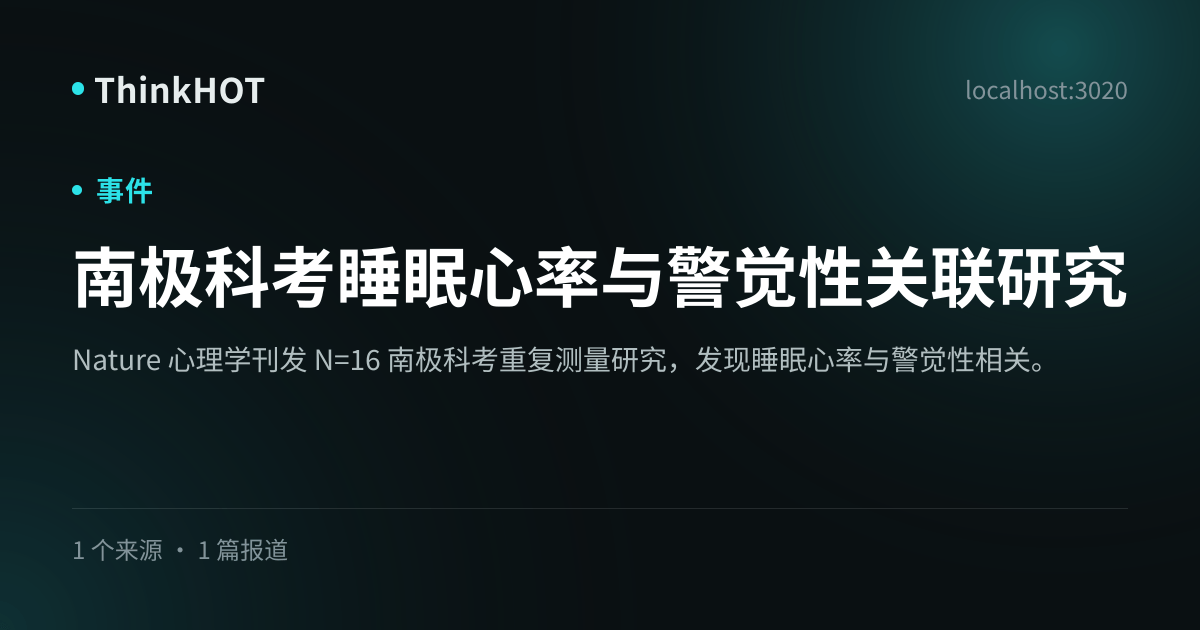 ThinkHOT
localhost:3020
事件
南极科考睡眠心率与警觉性关联研究
Nature 心理学刊发 N=16 南极科考重复测量研究，发现睡眠心率与警觉性相关。
1 个来源 · 1 篇报道